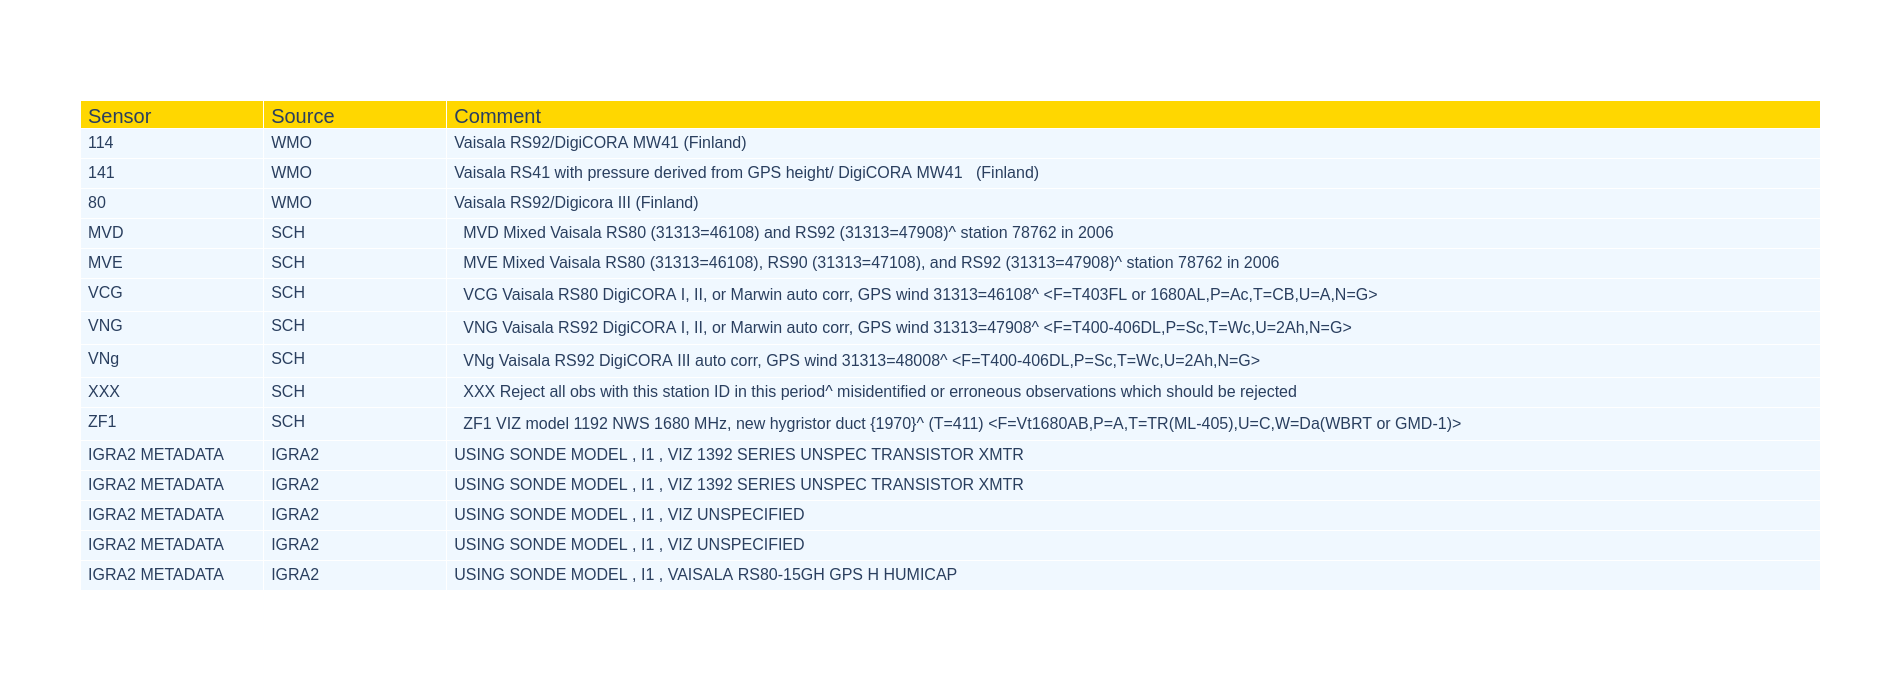 Sensor Source Comment
114 WMO Vaisala RS92/DigiCORA MW41 (Finland)
141 WMO Vaisala RS41 with pressure derived from GPS height/ DigiCORA MW41 (Finland)
80 WMO Vaisala RS92/Digicora III (Finland)
MVD SCH MVD Mixed Vaisala RS80 (31313=46108) and RS92 (31313=47908)^ station 78762 in 2006
MVE SCH MVE Mixed Vaisala RS80 (31313=46108), RS90 (31313=47108), and RS92 (31313=47908)^ station 78762 in 2006
VCG SCH VCG Vaisala RS80 DigiCORA I, II, or Marwin auto corr, GPS wind 31313=46108^ <F=T403FL or 1680AL,P=Ac,T=CB,U=A,N=G>
VNG SCH VNG Vaisala RS92 DigiCORA I, II, or Marwin auto corr, GPS wind 31313=47908^ <F=T400-406DL,P=Sc,T=Wc,U=2Ah,N=G>
VNg SCH VNg Vaisala RS92 DigiCORA III auto corr, GPS wind 31313=48008^ <F=T400-406DL,P=Sc,T=Wc,U=2Ah,N=G>
XXX SCH XXX Reject all obs with this station ID in this period^ misidentified or erroneous observations which should be rejected
ZF1 SCH ZF1 VIZ model 1192 NWS 1680 MHz, new hygristor duct {1970}^ (T=411) <F=Vt1680AB,P=A,T=TR(ML-405),U=C,W=Da(WBRT or GMD-1)>
IGRA2 METADATA IGRA2 USING SONDE MODEL , I1 , VIZ 1392 SERIES UNSPEC TRANSISTOR XMTR
IGRA2 METADATA IGRA2 USING SONDE MODEL , I1 , VIZ 1392 SERIES UNSPEC TRANSISTOR XMTR
IGRA2 METADATA IGRA2 USING SONDE MODEL , I1 , VIZ UNSPECIFIED
IGRA2 METADATA IGRA2 USING SONDE MODEL , I1 , VIZ UNSPECIFIED
IGRA2 METADATA IGRA2 USING SONDE MODEL , I1 , VAISALA RS80-15GH GPS H HUMICAP